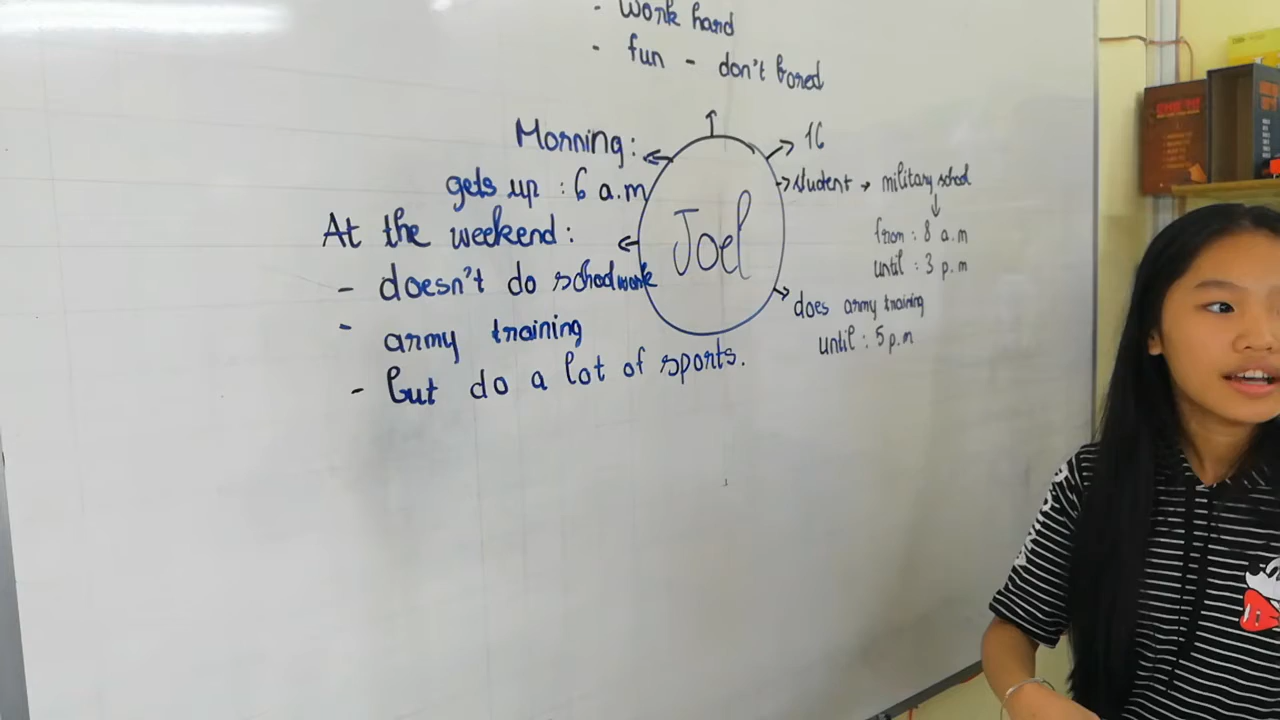 - work hard
- fun - don't bored
Morning:
gets up : 6 a.m
At the weekend:
- doesn't do schoolwork
- army training
- but do a lot of sports.
Joel
16
student → military school
from : 8 a.m
until : 3 p.m
does army training
until : 5 p.m